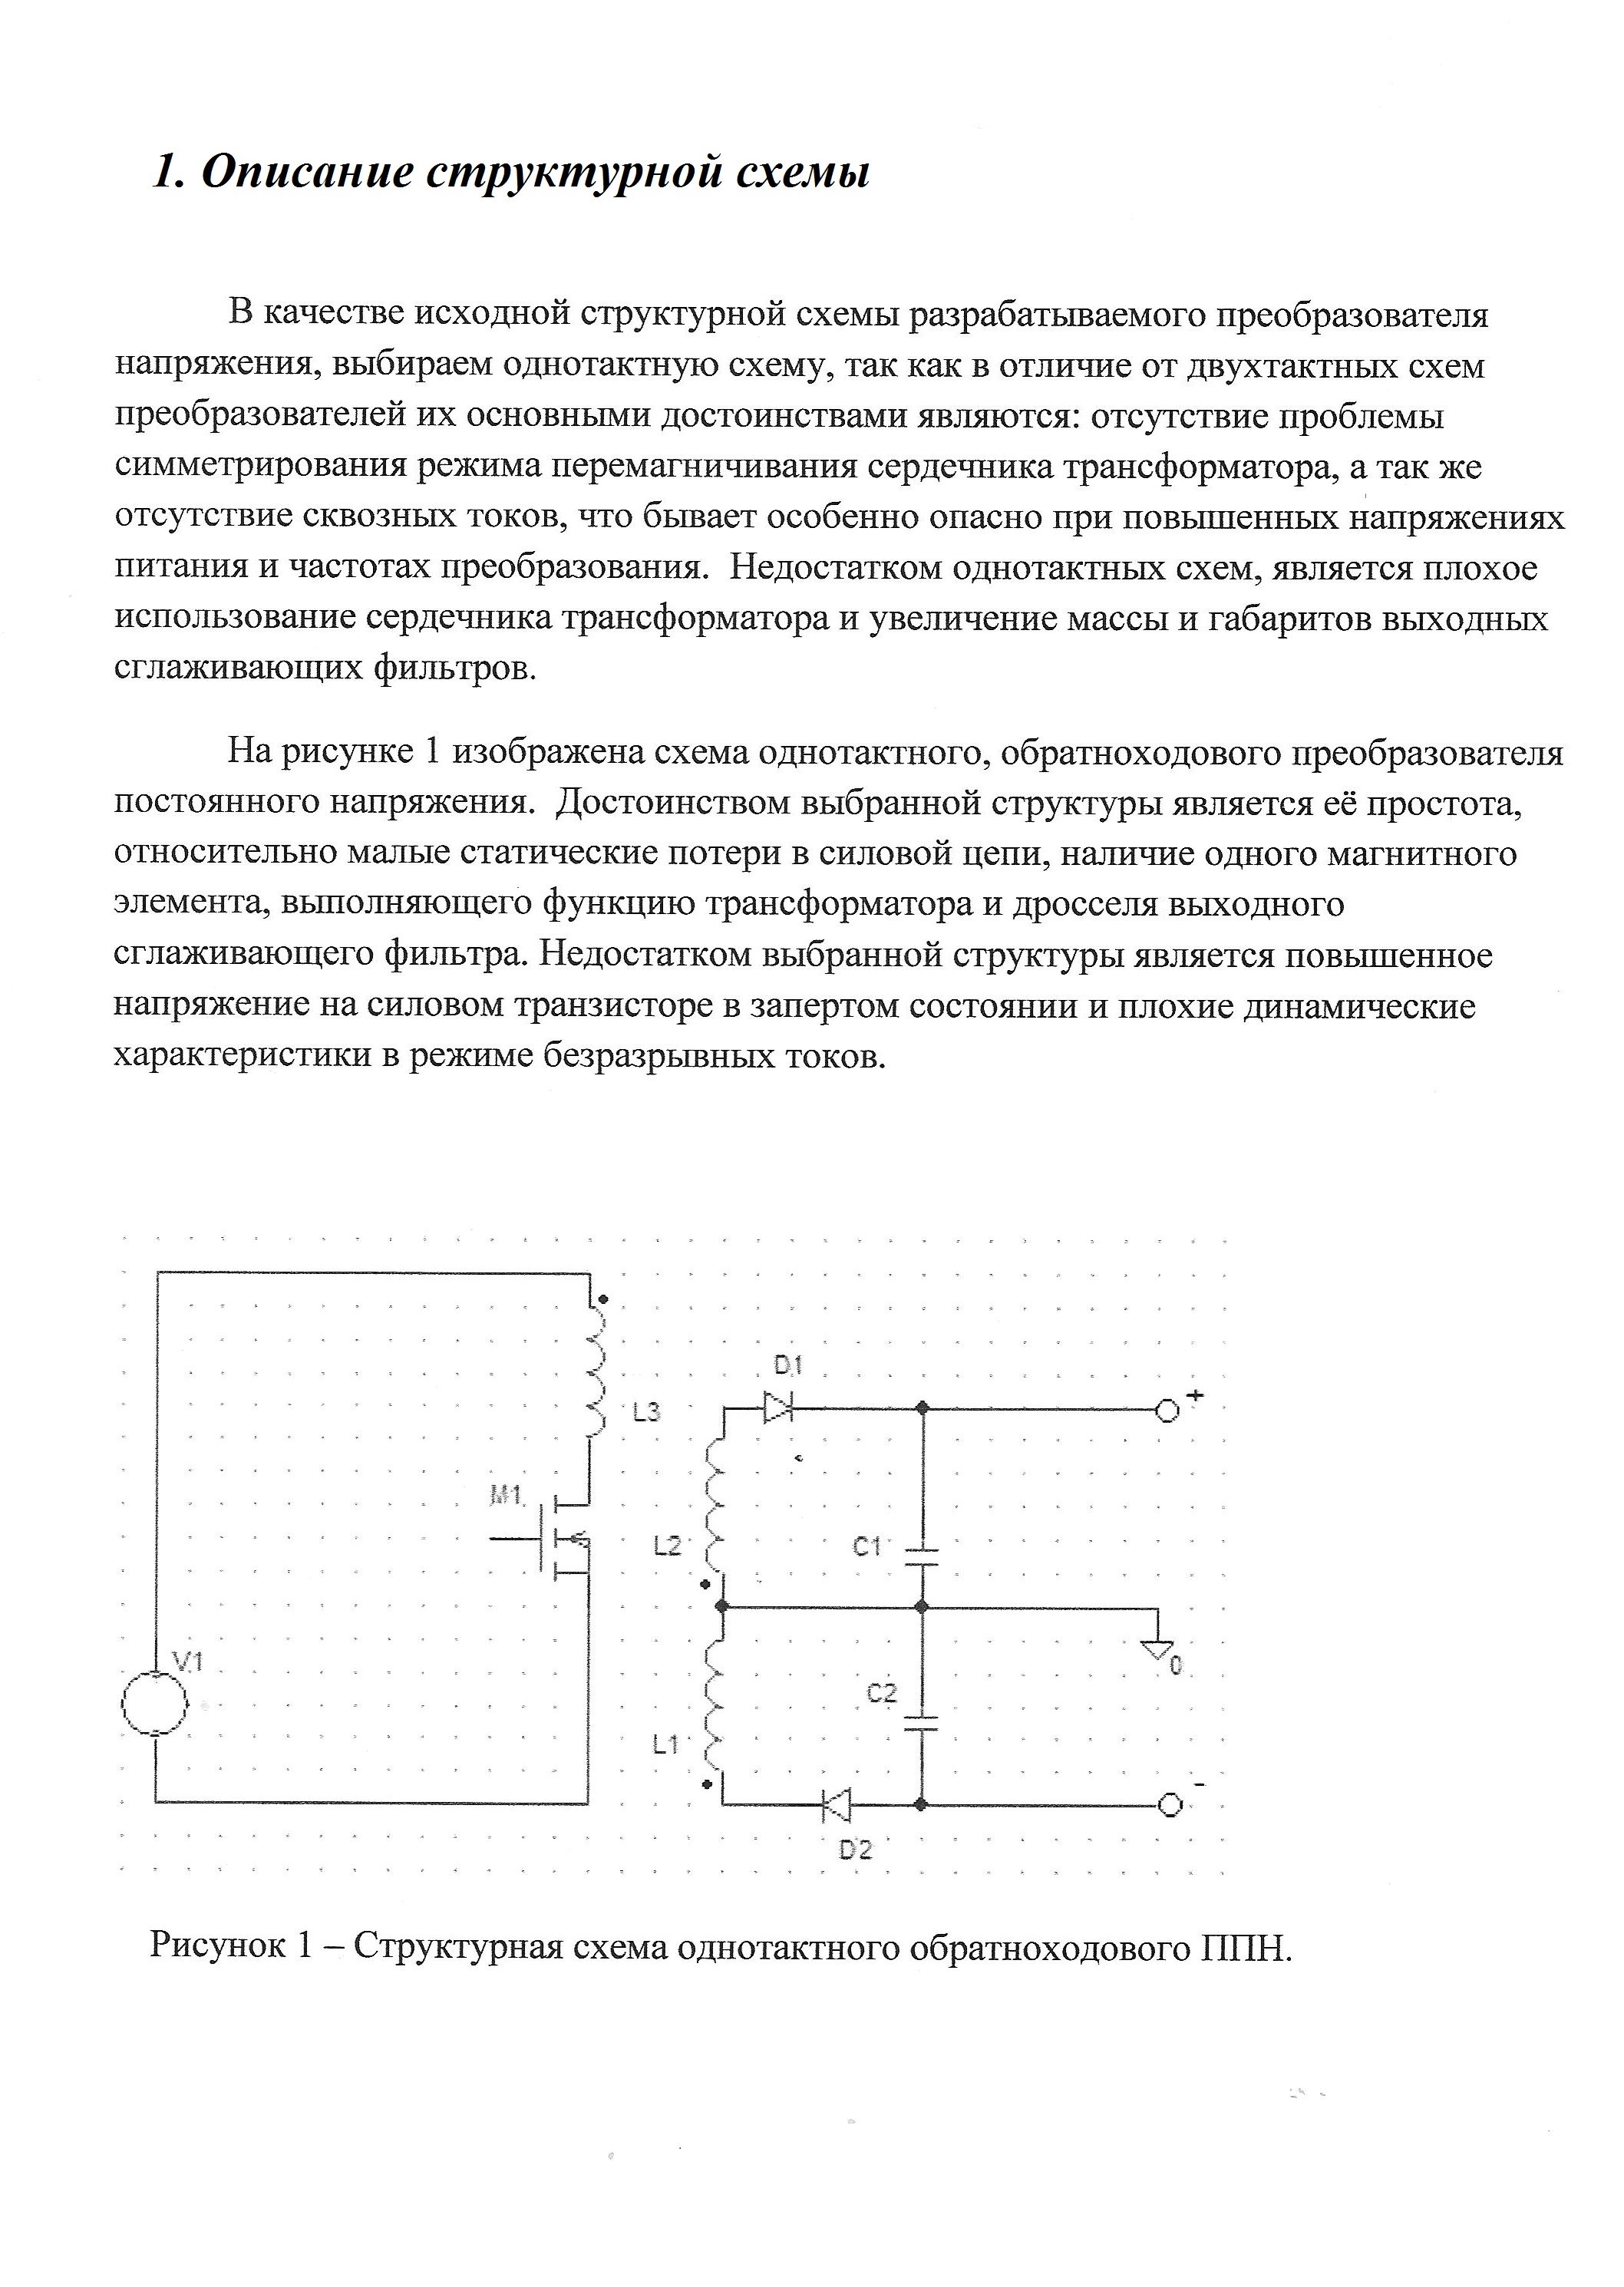 1. Описание структурной схемы
В качестве исходной структурной схемы разрабатываемого преобразователя
напряжения, выбираем однотактную схему, так как в отличие от двухтактных схем
преобразователей их основными достоинствами являются: отсутствие проблемы
симметрирования режима перемагничивания сердечника трансформатора, а так же
отсутствие сквозных токов, что бывает особенно опасно при повышенных напряжениях
питания и частотах преобразования.  Недостатком однотактных схем, является плохое
использование сердечника трансформатора и увеличение массы и габаритов выходных
сглаживающих фильтров.
На рисунке 1 изображена схема однотактного, обратноходового преобразователя
постоянного напряжения.  Достоинством выбранной структуры является её простота,
относительно малые статические потери в силовой цепи, наличие одного магнитного
элемента, выполняющего функцию трансформатора и дросселя выходного
сглаживающего фильтра. Недостатком выбранной структуры является повышенное
напряжение на силовом транзисторе в запертом состоянии и плохие динамические
характеристики в режиме безразрывных токов.
D1
+
L3
M1
L2
C1
V1
0
C2
L1
-
D2
Рисунок 1 – Структурная схема однотактного обратноходового ППН.